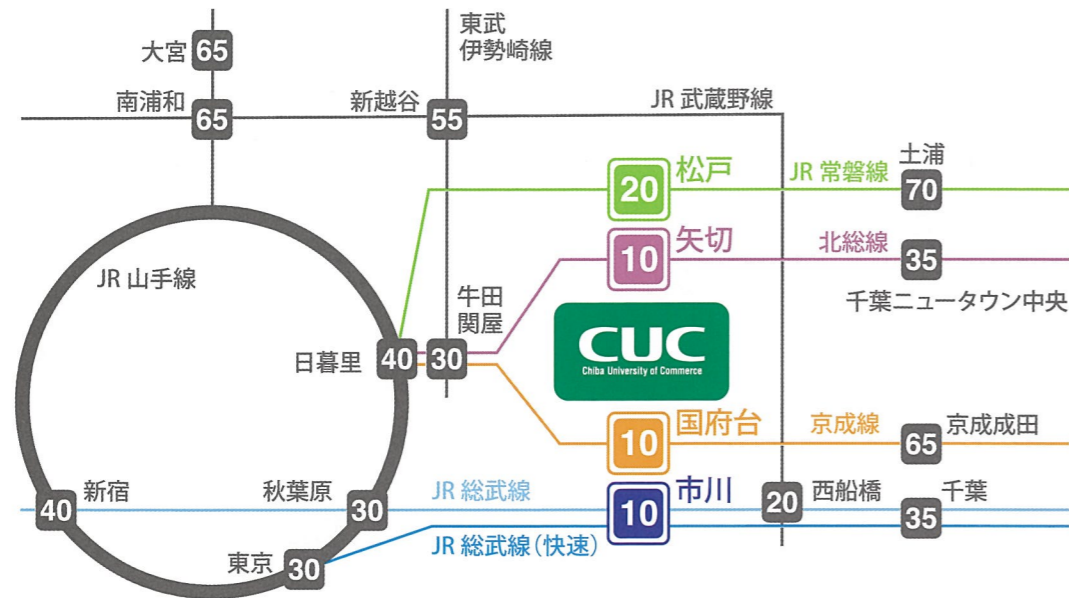 東武
伊勢崎線
大宮 65
南浦和 65
新越谷 55
JR 武蔵野線
20 松戸
JR 常磐線
土浦
70
10 矢切
北総線
35
千葉ニュータウン中央
JR 山手線
牛田
関屋
日暮里 40 30
CUC
Chiba University of Commerce
10 国府台
京成線
65 京成成田
40 新宿
秋葉原 30
JR 総武線
10 市川
20 西船橋
千葉
35
JR 総武線(快速)
東京 30